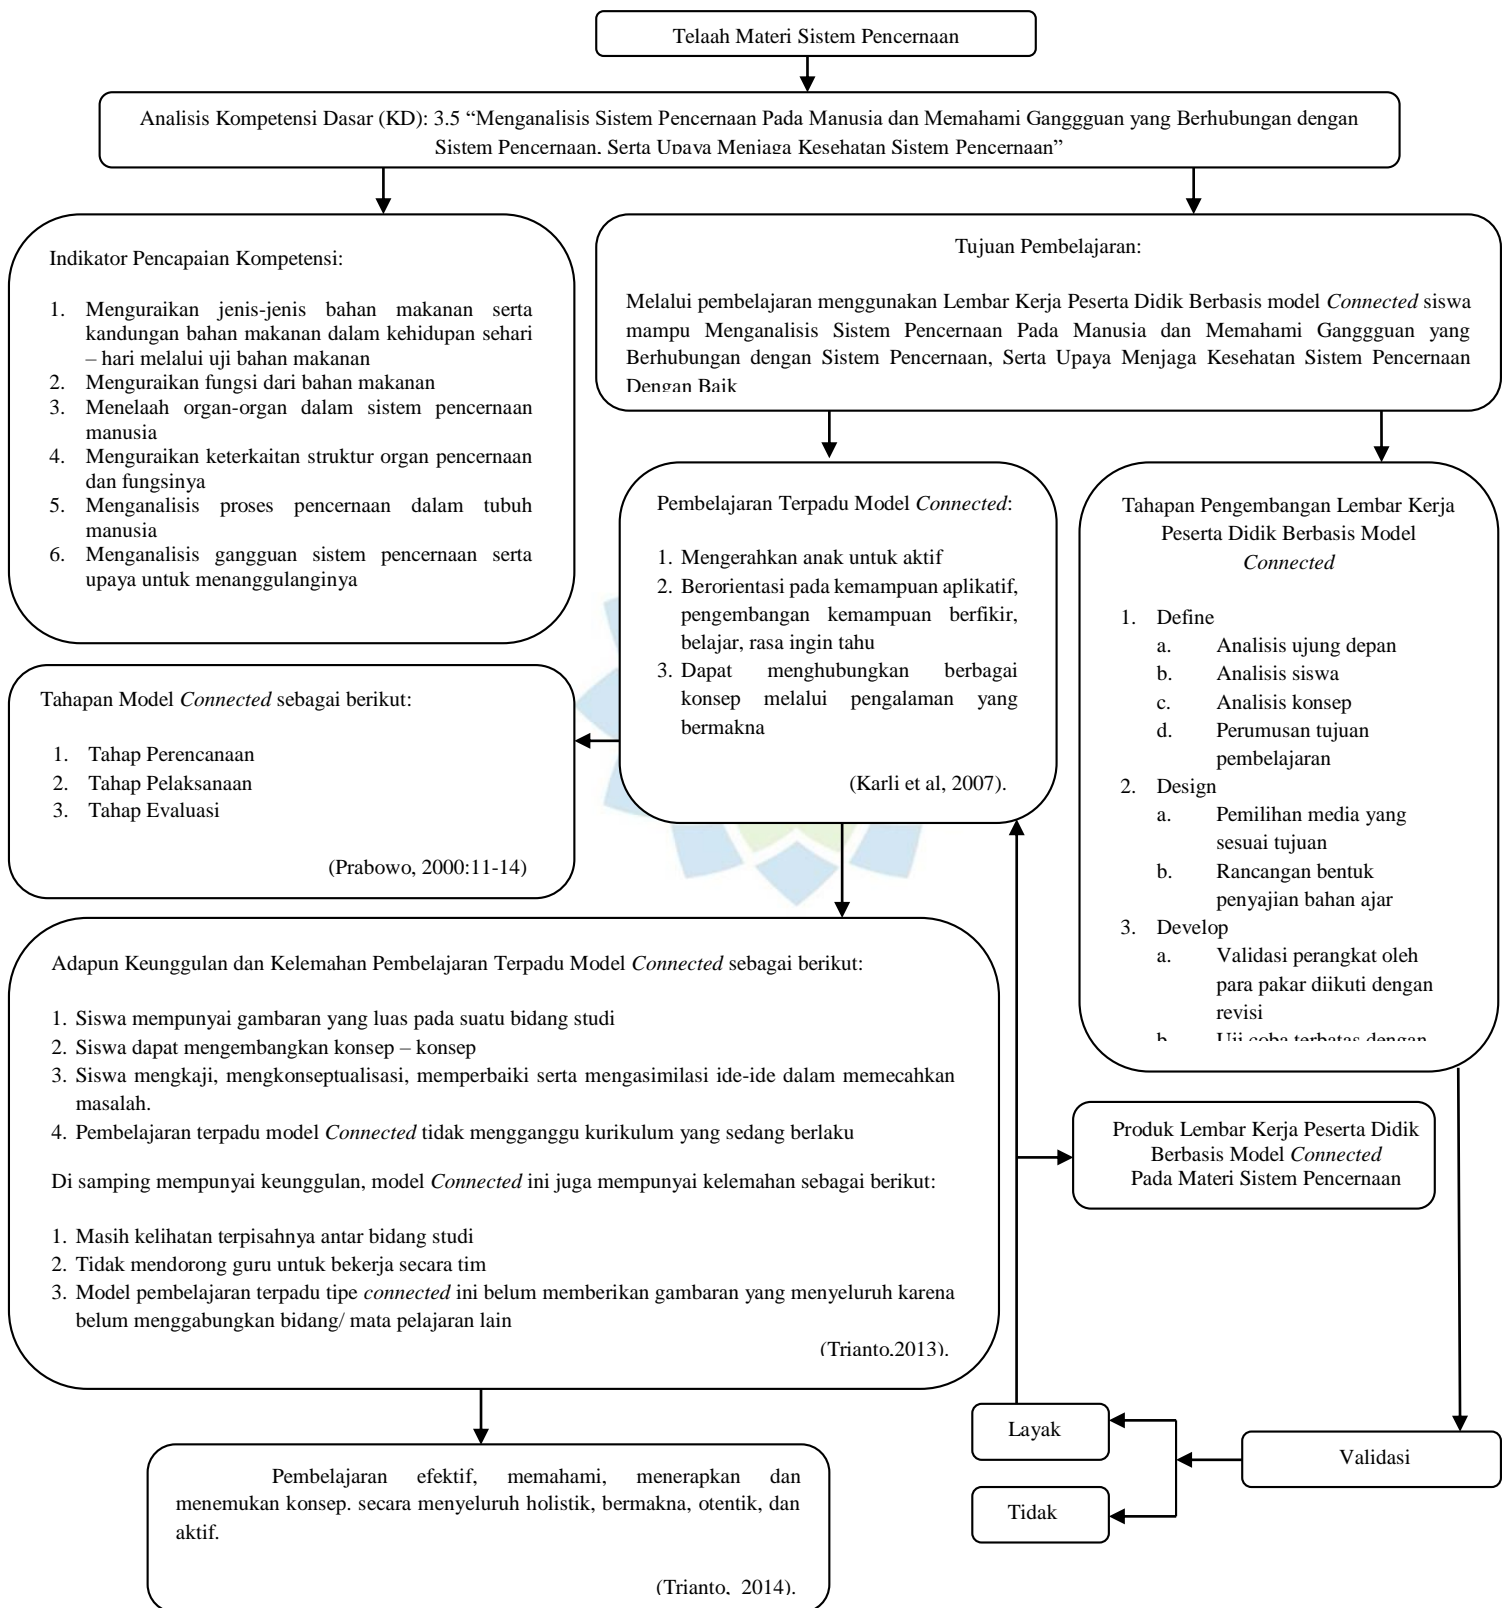 Telaah Materi Sistem Pencernaan
Analisis Kompetensi Dasar (KD): 3.5 “Menganalisis Sistem Pencernaan Pada Manusia dan Memahami Ganggguan yang Berhubungan dengan
Sistem Pencernaan, Serta Upaya Menjaga Kesehatan Sistem Pencernaan”
Indikator Pencapaian Kompetensi:
1. Menguraikan jenis-jenis bahan makanan serta
kandungan bahan makanan dalam kehidupan sehari
– hari melalui uji bahan makanan
2. Menguraikan fungsi dari bahan makanan
3. Menelaah organ-organ dalam sistem pencernaan
manusia
4. Menguraikan keterkaitan struktur organ pencernaan
dan fungsinya
5. Menganalisis proses pencernaan dalam tubuh
manusia
6. Menganalisis gangguan sistem pencernaan serta
upaya untuk menanggulanginya
Tujuan Pembelajaran:
Melalui pembelajaran menggunakan Lembar Kerja Peserta Didik Berbasis model Connected siswa
mampu Menganalisis Sistem Pencernaan Pada Manusia dan Memahami Ganggguan yang
Berhubungan dengan Sistem Pencernaan, Serta Upaya Menjaga Kesehatan Sistem Pencernaan
Dengan Baik
Pembelajaran Terpadu Model Connected:
1. Mengerahkan anak untuk aktif
2. Berorientasi pada kemampuan aplikatif,
pengembangan kemampuan berfikir,
belajar, rasa ingin tahu
3. Dapat menghubungkan berbagai
konsep melalui pengalaman yang
bermakna
(Karli et al, 2007).
Tahapan Pengembangan Lembar Kerja
Peserta Didik Berbasis Model
Connected
1. Define
a. Analisis ujung depan
b. Analisis siswa
c. Analisis konsep
d. Perumusan tujuan
pembelajaran
2. Design
a. Pemilihan media yang
sesuai tujuan
b. Rancangan bentuk
penyajian bahan ajar
3. Develop
a. Validasi perangkat oleh
para pakar diikuti dengan
revisi
b. Uji coba terbatas dengan
Tahapan Model Connected sebagai berikut:
1. Tahap Perencanaan
2. Tahap Pelaksanaan
3. Tahap Evaluasi
(Prabowo, 2000:11-14)
Adapun Keunggulan dan Kelemahan Pembelajaran Terpadu Model Connected sebagai berikut:
1. Siswa mempunyai gambaran yang luas pada suatu bidang studi
2. Siswa dapat mengembangkan konsep – konsep
3. Siswa mengkaji, mengkonseptualisasi, memperbaiki serta mengasimilasi ide-ide dalam memecahkan
masalah.
4. Pembelajaran terpadu model Connected tidak mengganggu kurikulum yang sedang berlaku
Di samping mempunyai keunggulan, model Connected ini juga mempunyai kelemahan sebagai berikut:
1. Masih kelihatan terpisahnya antar bidang studi
2. Tidak mendorong guru untuk bekerja secara tim
3. Model pembelajaran terpadu tipe connected ini belum memberikan gambaran yang menyeluruh karena
belum menggabungkan bidang/ mata pelajaran lain
(Trianto,2013).
Produk Lembar Kerja Peserta Didik
Berbasis Model Connected
Pada Materi Sistem Pencernaan
Layak
Validasi
Tidak
Pembelajaran efektif, memahami, menerapkan dan
menemukan konsep. secara menyeluruh holistik, bermakna, otentik, dan
aktif.
(Trianto, 2014).